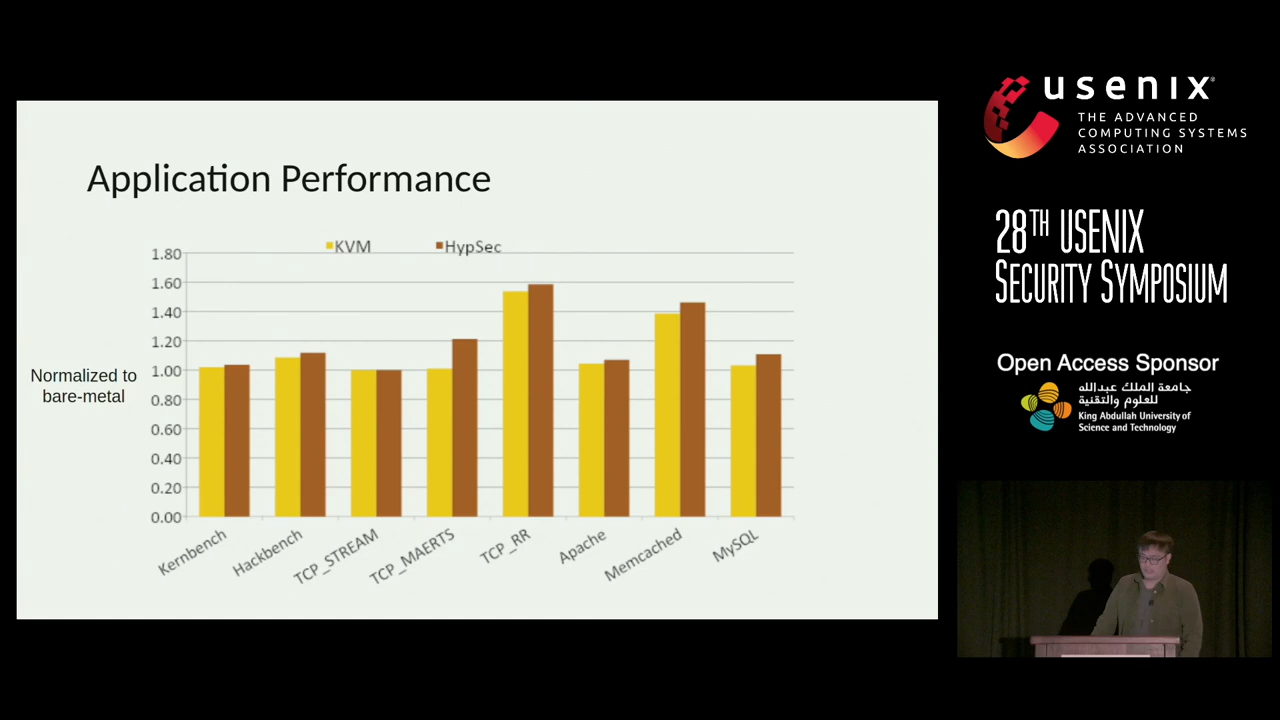 Application Performance
KVM
HypSec
1.80
1.60
1.40
1.20
1.00
0.80
0.60
0.40
0.20
0.00
Normalized to
bare-metal
Kernbench
Hackbench
TCP_STREAM
TCP_MAERTS
TCP_RR
Apache
Memcached
MySQL
usenix®
THE ADVANCED
COMPUTING SYSTEMS
ASSOCIATION
28TH USENIX
SECURITY SYMPOSIUM
Open Access Sponsor
جامعة الملك عبدالله
للعلوم والتقنية
King Abdullah University of
Science and Technology